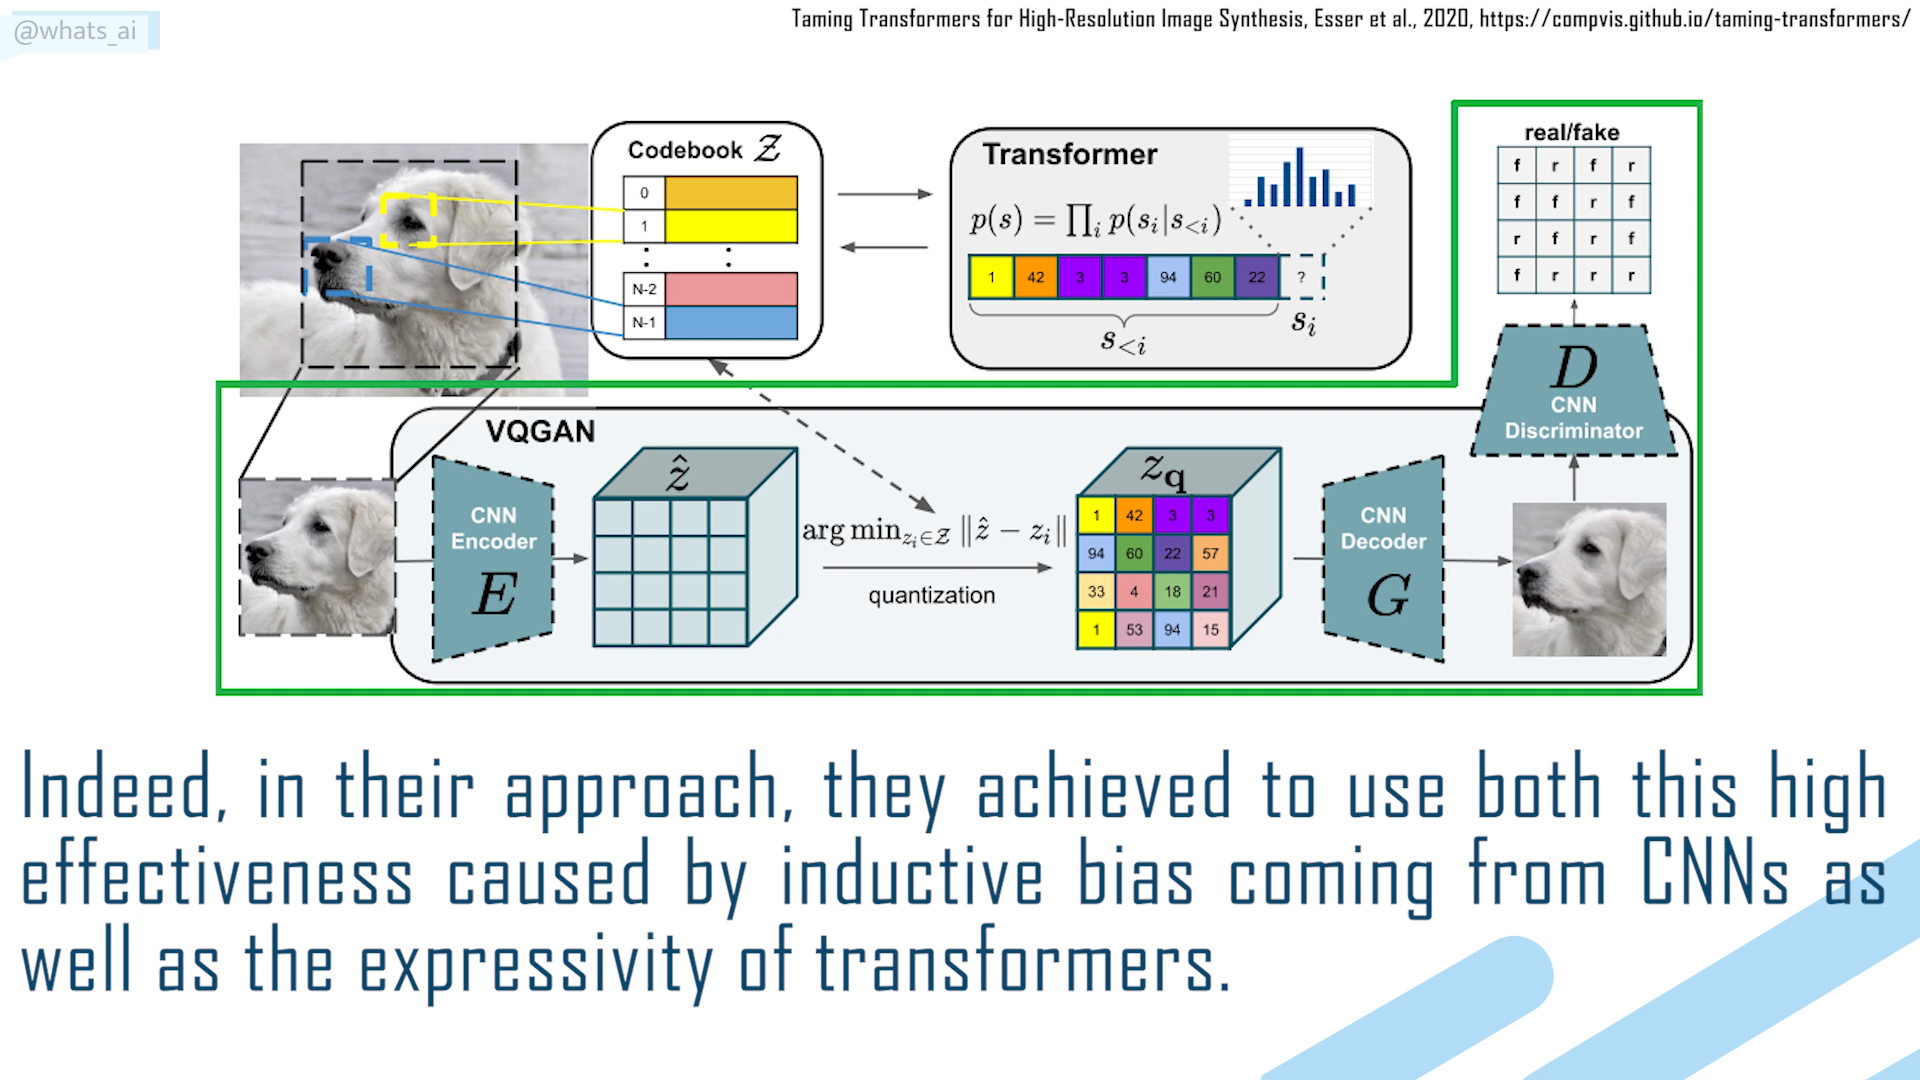 @whats_ai
Taming Transformers for High-Resolution Image Synthesis, Esser et al., 2020, https://compvis.github.io/taming-transformers/
Codebook 𝒵
0
1
:   :
N-2
N-1
Transformer
p(s) = ∏ᵢ p(sᵢ|s<ᵢ)
1 42 3 3 94 60 22 ?
s<ᵢ
sᵢ
real/fake
f r f r
f f r f
r f r f
f r r r
D
CNN
Discriminator
VQGAN
CNN
Encoder
E
ẑ
arg min_{zᵢ∈𝒵} ‖ẑ − zᵢ‖
quantization
z_q
1 42 3 3
94 60 22 57
33 4 18 21
1 53 94 15
CNN
Decoder
G
Indeed, in their approach, they achieved to use both this high
effectiveness caused by inductive bias coming from CNNs as
well as the expressivity of transformers.